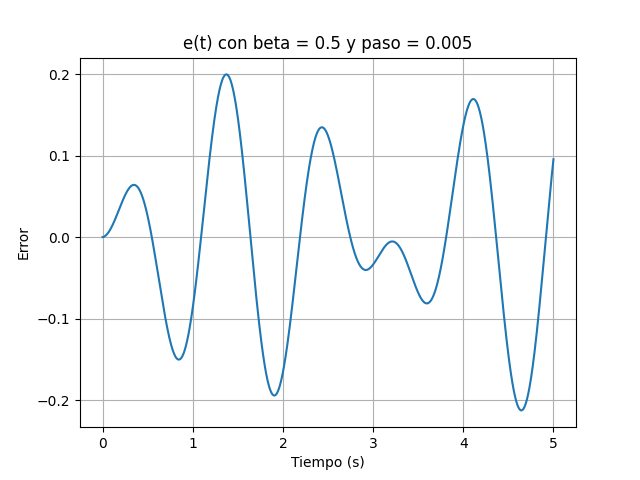 e(t) con beta = 0.5 y paso = 0.005
0.2
0.1
0.0
−0.1
−0.2
Error
0 1 2 3 4 5
Tiempo (s)